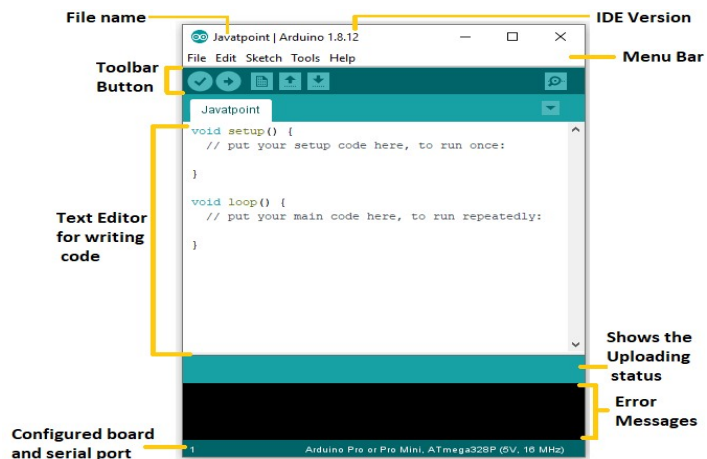 File name
IDE Version
Javatpoint | Arduino 1.8.12
File Edit Sketch Tools Help
Menu Bar
Toolbar
Button
Javatpoint
void setup() {
// put your setup code here, to run once:
}
void loop() {
// put your main code here, to run repeatedly:
}
Text Editor
for writing
code
Shows the
Uploading
status
Error
Messages
Configured board
and serial port
1
Arduino Pro or Pro Mini, ATmega328P (5V, 16 MHz)